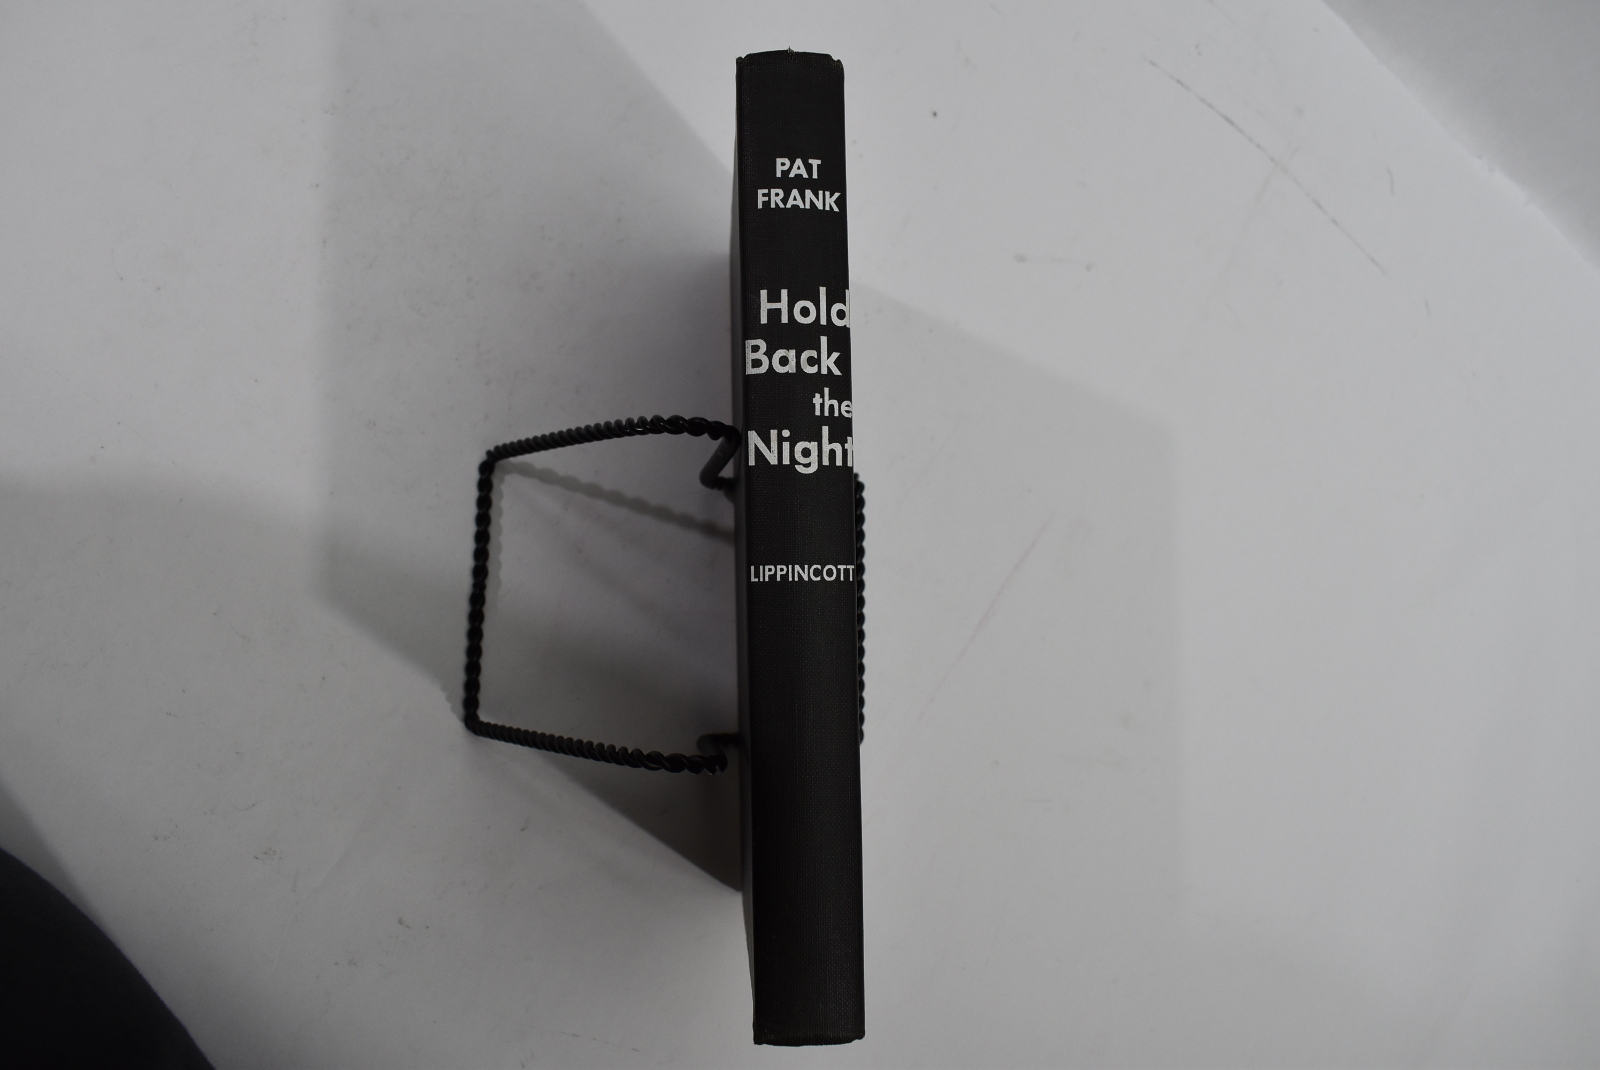 PAT
FRANK
Hold
Back
the
Night
LIPPINCOTT